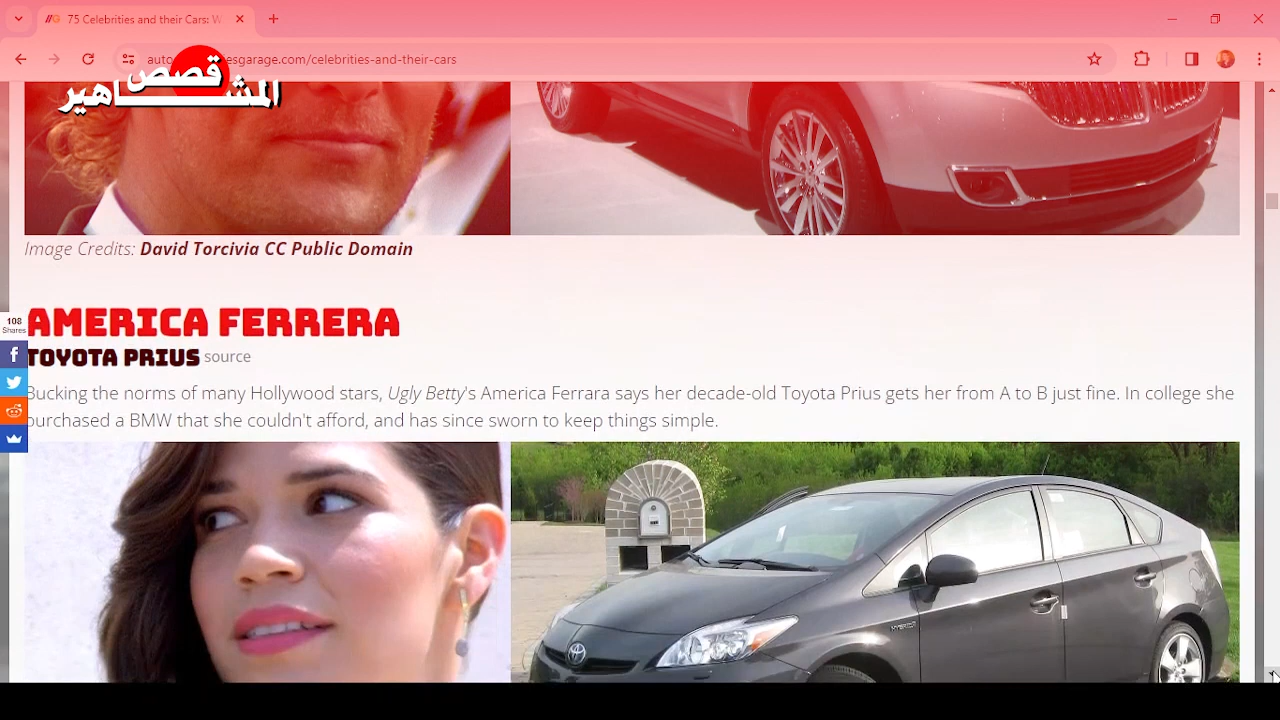 75 Celebrities and their Cars: W
auto
esgarage.com/celebrities-and-their-cars
قصص
المشاهير
Image Credits: David Torcivia CC Public Domain
AMERICA FERRERA
108
Shares
TOYOTA PRIUS source
Bucking the norms of many Hollywood stars, Ugly Betty's America Ferrara says her decade-old Toyota Prius gets her from A to B just fine. In college she
purchased a BMW that she couldn't afford, and has since sworn to keep things simple.
HYBRID